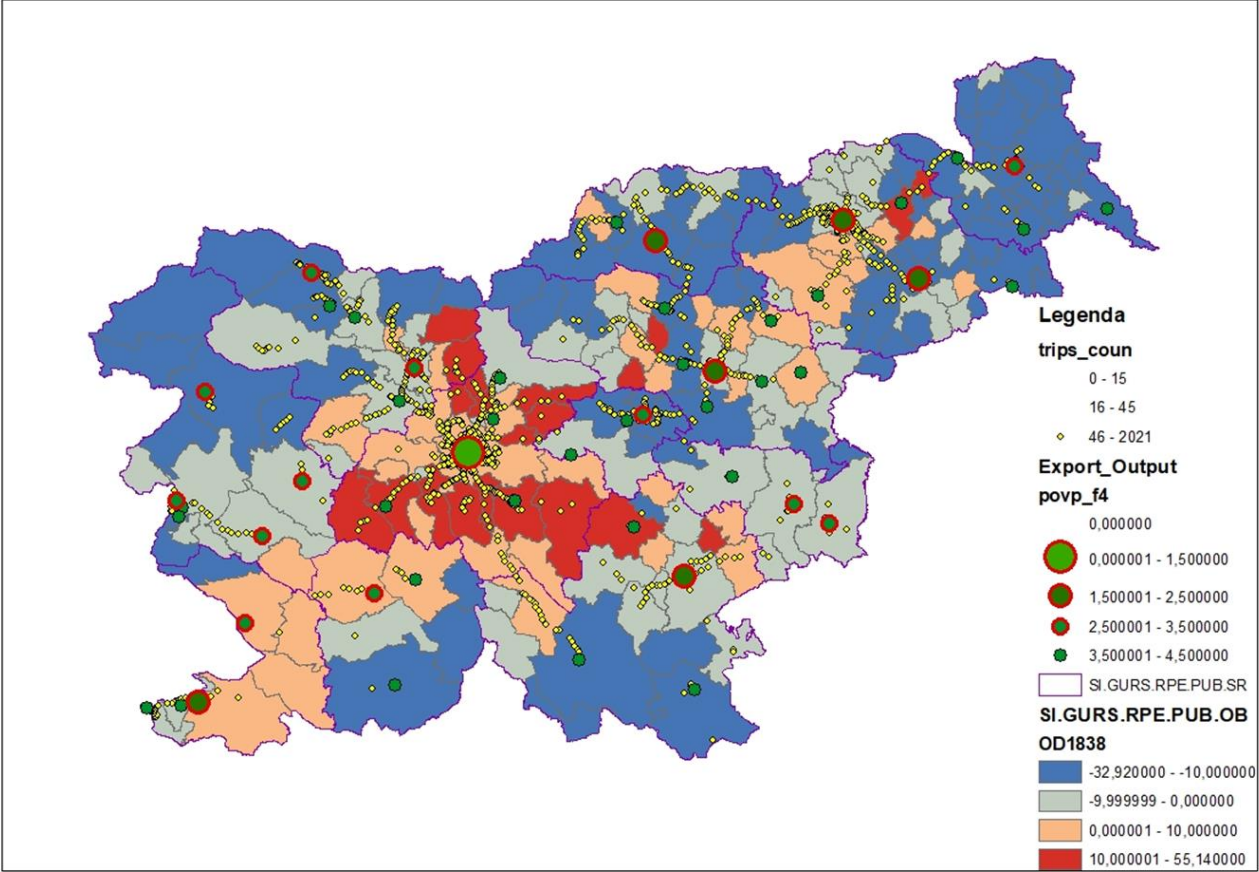 Legenda
trips_coun
0 - 15
16 - 45
46 - 2021
Export_Output
povp_f4
0,000000
0,000001 - 1,500000
1,500001 - 2,500000
2,500001 - 3,500000
3,500001 - 4,500000
SI.GURS.RPE.PUB.SR
SI.GURS.RPE.PUB.OB
OD1838
-32,920000 - -10,000000
-9,999999 - 0,000000
0,000001 - 10,000000
10,000001 - 55,140000